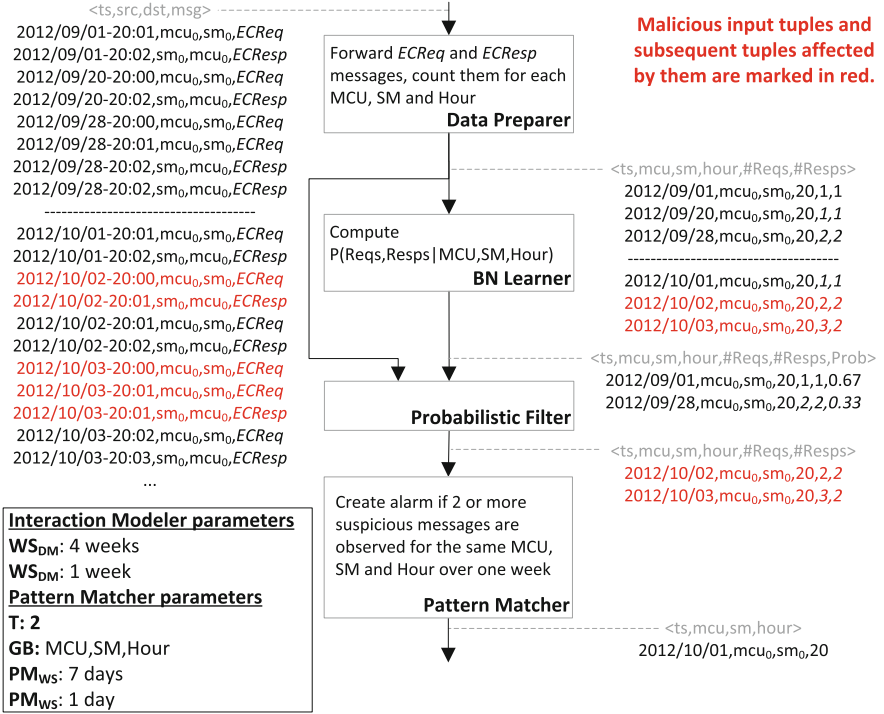 <ts,src,dst,msg>
2012/09/01-20:01,mcu₀,sm₀,ECReq
2012/09/01-20:02,sm₀,mcu₀,ECResp
2012/09/20-20:00,mcu₀,sm₀,ECReq
2012/09/20-20:02,sm₀,mcu₀,ECResp
2012/09/28-20:00,mcu₀,sm₀,ECReq
2012/09/28-20:01,mcu₀,sm₀,ECReq
2012/09/28-20:02,sm₀,mcu₀,ECResp
2012/09/28-20:02,sm₀,mcu₀,ECResp
-------------------------------------
2012/10/01-20:01,mcu₀,sm₀,ECReq
2012/10/01-20:02,sm₀,mcu₀,ECResp
2012/10/02-20:00,mcu₀,sm₀,ECReq
2012/10/02-20:01,sm₀,mcu₀,ECResp
2012/10/02-20:01,mcu₀,sm₀,ECReq
2012/10/02-20:02,sm₀,mcu₀,ECResp
2012/10/03-20:00,mcu₀,sm₀,ECReq
2012/10/03-20:01,mcu₀,sm₀,ECReq
2012/10/03-20:01,sm₀,mcu₀,ECResp
2012/10/03-20:02,mcu₀,sm₀,ECReq
2012/10/03-20:03,sm₀,mcu₀,ECResp
...
Interaction Modeler parameters
WS_DM: 4 weeks
WS_DM: 1 week
Pattern Matcher parameters
T: 2
GB: MCU,SM,Hour
PM_WS: 7 days
PM_WS: 1 day
Forward ECReq and ECResp
messages, count them for each
MCU, SM and Hour
Data Preparer
Compute
P(Reqs,Resps|MCU,SM,Hour)
BN Learner
Probabilistic Filter
Create alarm if 2 or more
suspicious messages are
observed for the same MCU,
SM and Hour over one week
Pattern Matcher
Malicious input tuples and
subsequent tuples affected
by them are marked in red.
<ts,mcu,sm,hour,#Reqs,#Resps>
2012/09/01,mcu₀,sm₀,20,1,1
2012/09/20,mcu₀,sm₀,20,1,1
2012/09/28,mcu₀,sm₀,20,2,2
-------------------------------------
2012/10/01,mcu₀,sm₀,20,1,1
2012/10/02,mcu₀,sm₀,20,2,2
2012/10/03,mcu₀,sm₀,20,3,2
<ts,mcu,sm,hour,#Reqs,#Resps,Prob>
2012/09/01,mcu₀,sm₀,20,1,1,0.67
2012/09/28,mcu₀,sm₀,20,2,2,0.33
<ts,mcu,sm,hour,#Reqs,#Resps>
2012/10/02,mcu₀,sm₀,20,2,2
2012/10/03,mcu₀,sm₀,20,3,2
<ts,mcu,sm,hour>
2012/10/01,mcu₀,sm₀,20